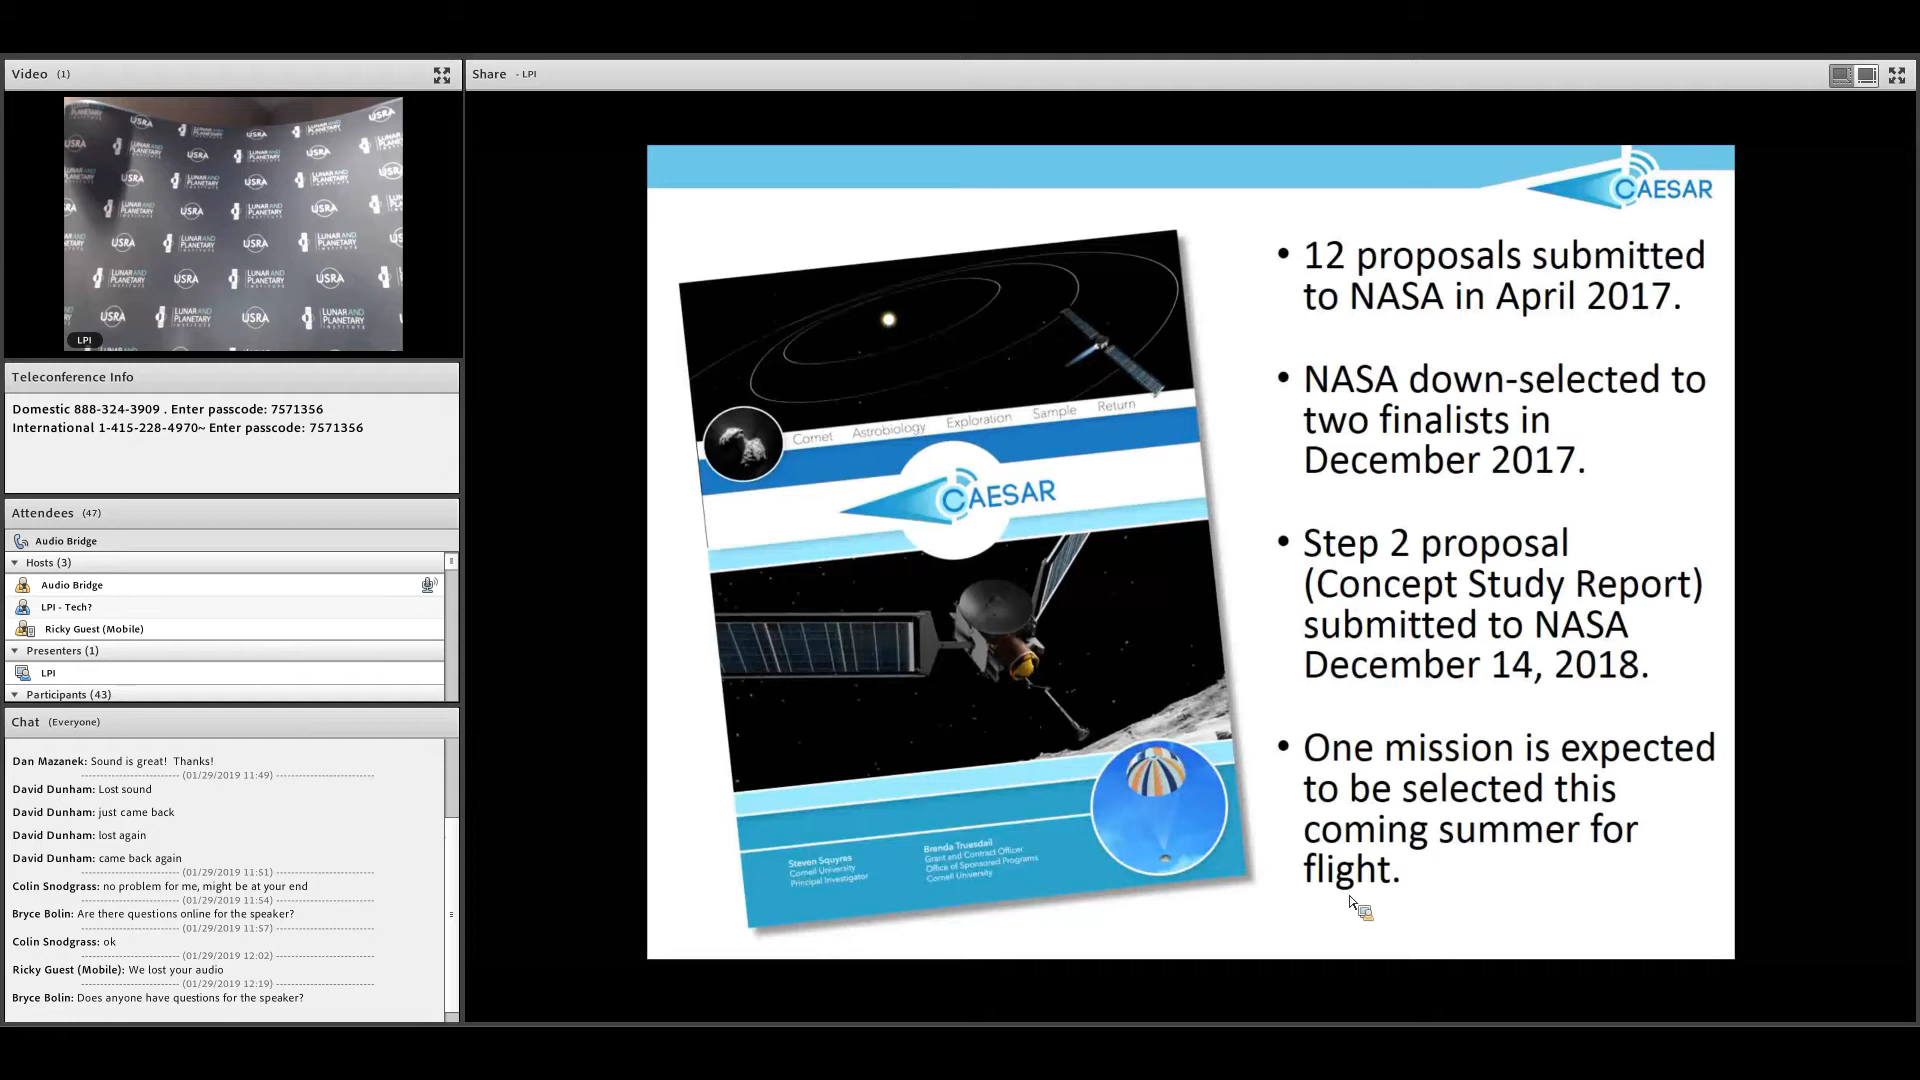 Video (1)
USRA
LUNAR AND PLANETARY INSTITUTE
LPI
Teleconference Info
Domestic 888-324-3909 . Enter passcode: 7571356
International 1-415-228-4970~ Enter passcode: 7571356
Attendees (47)
Audio Bridge
Hosts (3)
Audio Bridge
LPI - Tech?
Ricky Guest (Mobile)
Presenters (1)
LPI
Participants (43)
Chat (Everyone)
Dan Mazanek: Sound is great! Thanks!
-------------------- (01/29/2019 11:49) --------------------
David Dunham: Lost sound
David Dunham: just came back
David Dunham: lost again
David Dunham: came back again
-------------------- (01/29/2019 11:51) --------------------
Colin Snodgrass: no problem for me, might be at your end
-------------------- (01/29/2019 11:54) --------------------
Bryce Bolin: Are there questions online for the speaker?
-------------------- (01/29/2019 11:57) --------------------
Colin Snodgrass: ok
-------------------- (01/29/2019 12:02) --------------------
Ricky Guest (Mobile): We lost your audio
-------------------- (01/29/2019 12:19) --------------------
Bryce Bolin: Does anyone have questions for the speaker?
Share - LPI
CAESAR
Comet Astrobiology Exploration Sample Return
CAESAR
Steven Squyres
Cornell University
Principal Investigator
Brenda Truesdail
Grant and Contract Officer
Office of Sponsored Programs
Cornell University
• 12 proposals submitted
to NASA in April 2017.
• NASA down-selected to
two finalists in
December 2017.
• Step 2 proposal
(Concept Study Report)
submitted to NASA
December 14, 2018.
• One mission is expected
to be selected this
coming summer for
flight.